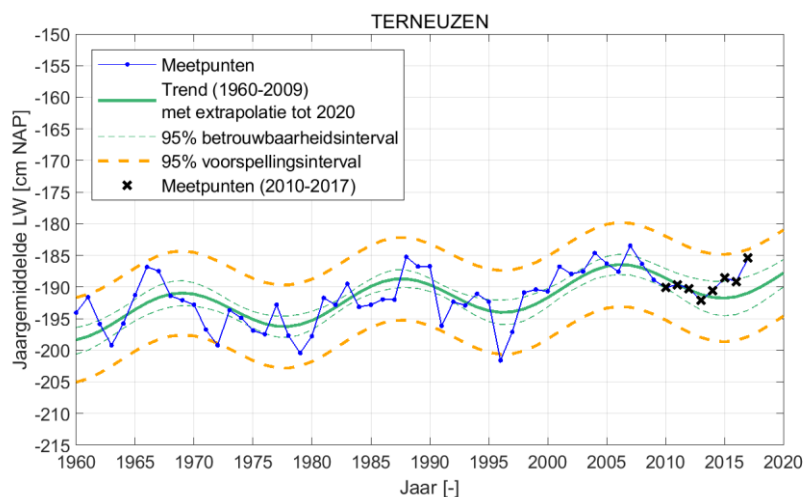 TERNEUZEN
Jaargemiddelde LW [cm NAP]
-150
-155
-160
-165
-170
-175
-180
-185
-190
-195
-200
-205
-210
-215
Meetpunten
Trend (1960-2009)
met extrapolatie tot 2020
95% betrouwbaarheidsinterval
95% voorspellingsinterval
Meetpunten (2010-2017)
1960 1965 1970 1975 1980 1985 1990 1995 2000 2005 2010 2015 2020
Jaar [-]